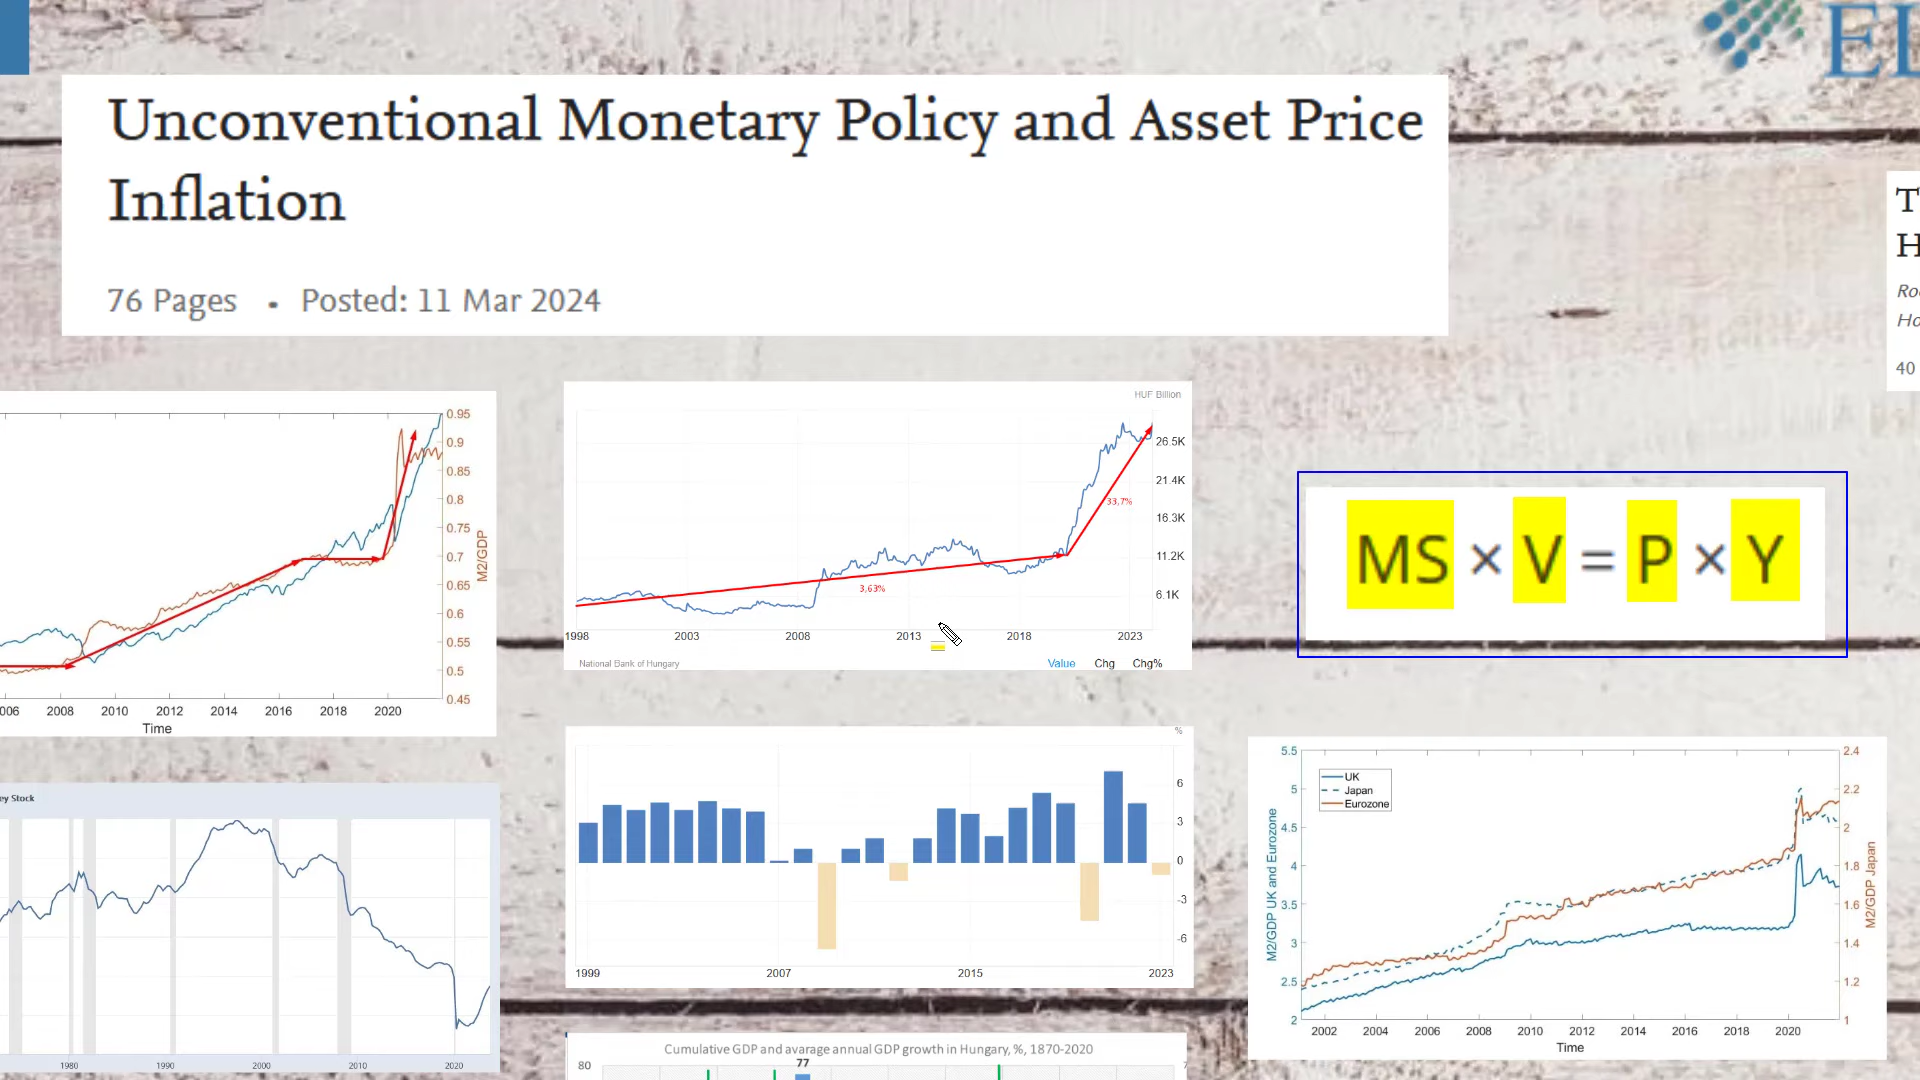 EL
Unconventional Monetary Policy and Asset Price
Inflation
76 Pages • Posted: 11 Mar 2024
T
H
Ro
Ho
40
0.95
0.9
0.85
0.8
0.75
0.7
0.65
0.6
0.55
0.5
0.45
M2/GDP
006 2008 2010 2012 2014 2016 2018 2020
Time
HUF Billion
26.5K
21.4K
16.3K
11.2K
6.1K
33,7%
3,63%
1998 2003 2008 2013 2018 2023
National Bank of Hungary
Value Chg Chg%
MS × V = P × Y
ey Stock
1980 1990 2000 2010 2020
%
6
3
0
-3
-6
1999 2007 2015 2023
5.5
5
4.5
4
3.5
3
2.5
2
M2/GDP UK and Eurozone
UK
Japan
Eurozone
2.4
2.2
2
1.8
1.6
1.4
1.2
1
M2/GDP Japan
2002 2004 2006 2008 2010 2012 2014 2016 2018 2020
Time
Cumulative GDP and avarage annual GDP growth in Hungary, %, 1870-2020
80
77